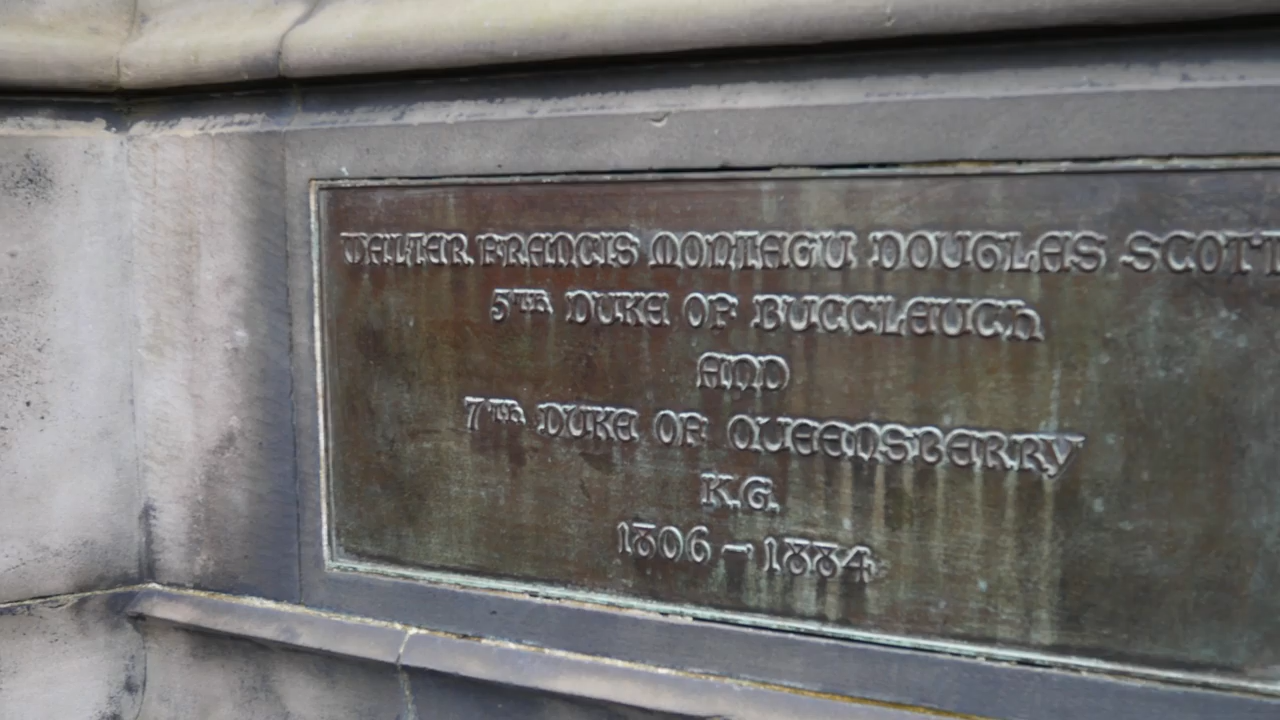 WALTER FRANCIS MONTAGU DOUGLAS SCOTT
5TH DUKE OF BUCCLEUCH
AND
7TH DUKE OF QUEENSBERRY
K.G.
1806 - 1884